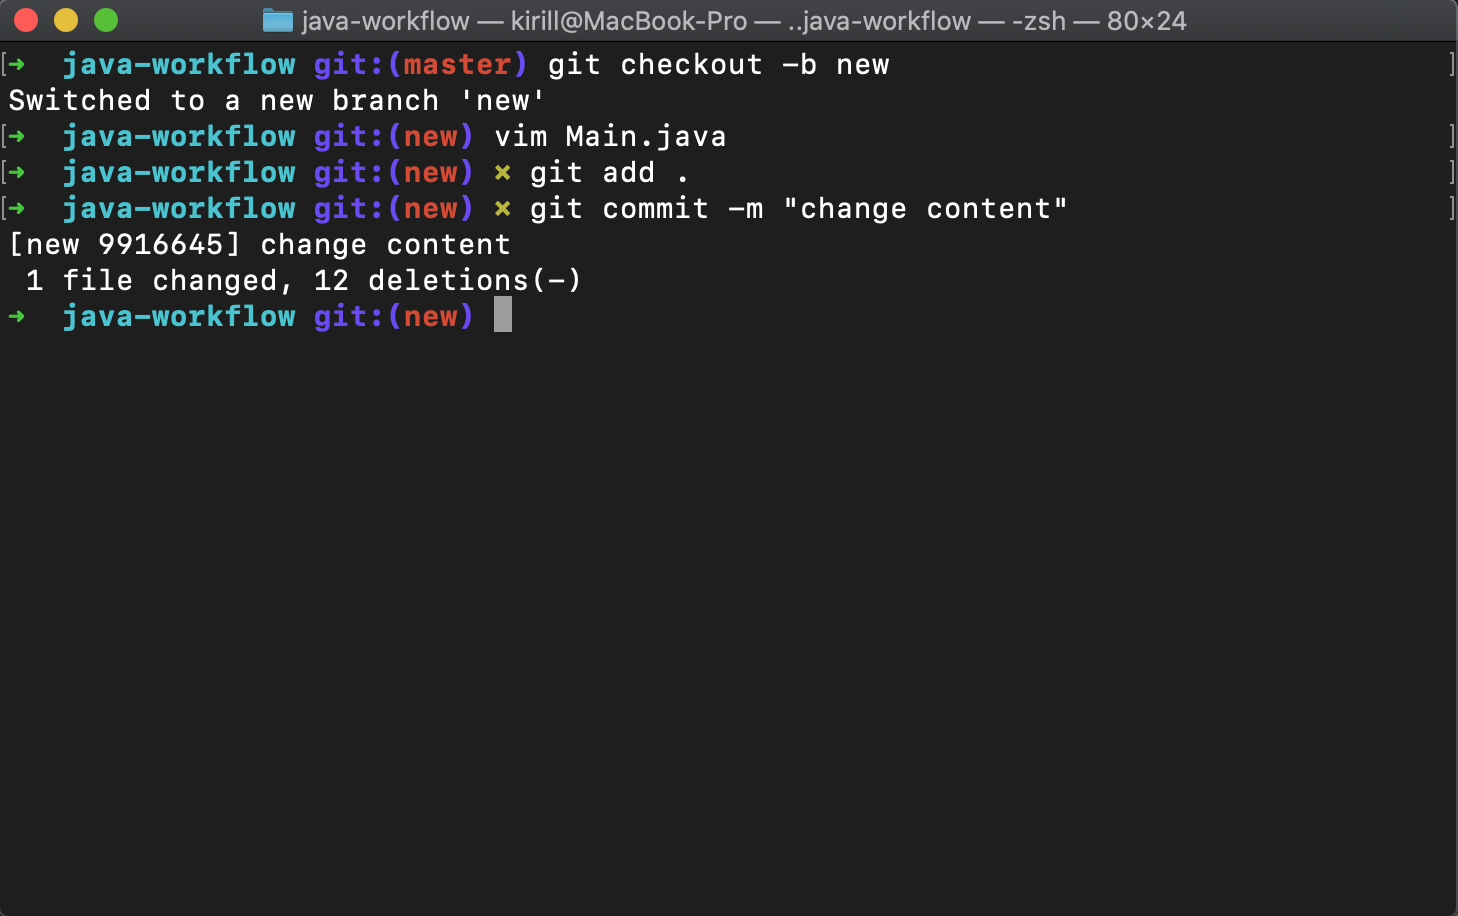 java-workflow — kirill@MacBook-Pro — ..java-workflow — -zsh — 80×24
[➜  java-workflow git:(master) git checkout -b new ]
Switched to a new branch 'new'
[➜  java-workflow git:(new) vim Main.java ]
[➜  java-workflow git:(new) ✗ git add . ]
[➜  java-workflow git:(new) ✗ git commit -m "change content" ]
[new 9916645] change content
 1 file changed, 12 deletions(-)
➜  java-workflow git:(new)